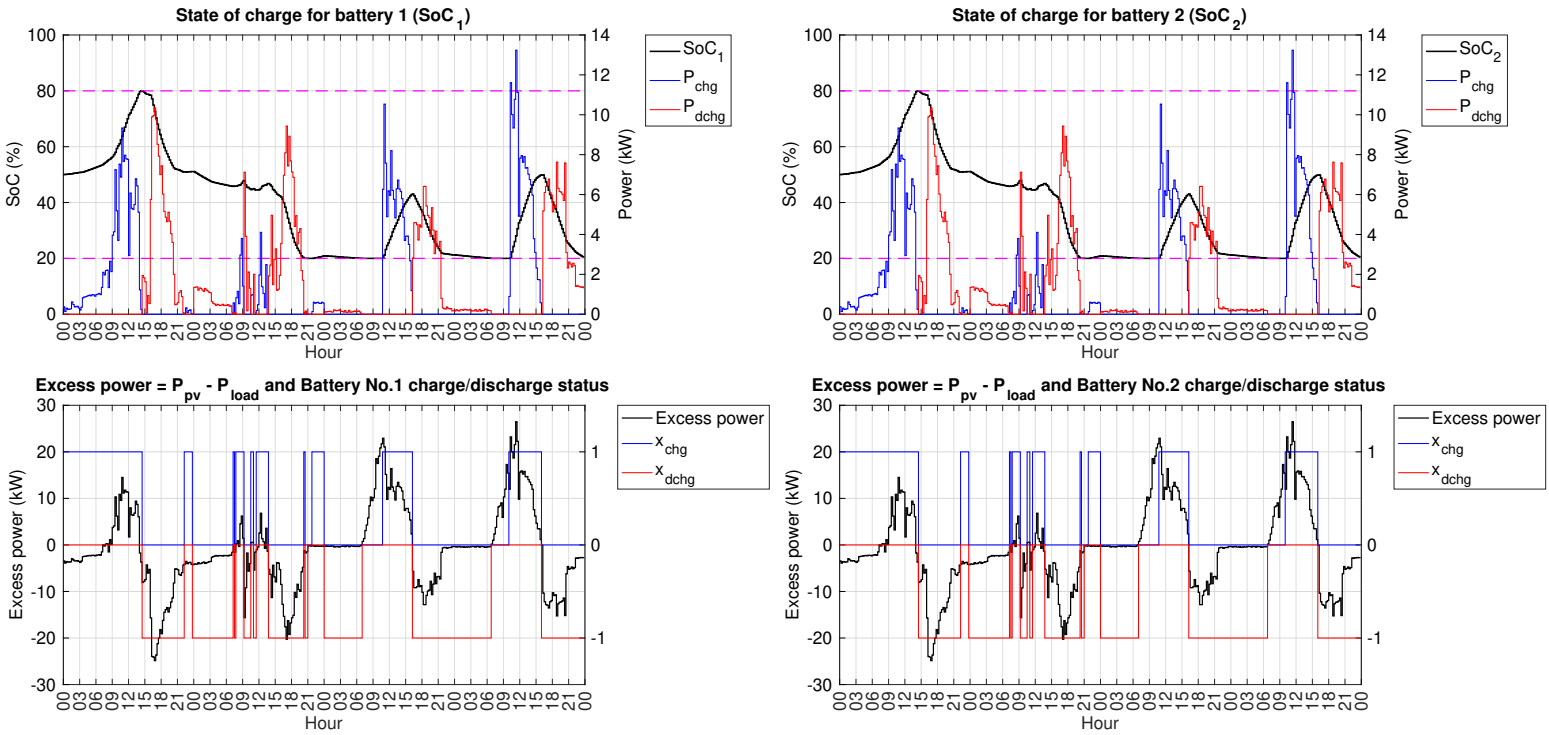 State of charge for battery 1 (SoC1)
100
80
60
40
20
0
SoC (%)
14
12
10
8
6
4
2
0
Power (kW)
00 03 06 09 12 15 18 21 00 03 06 09 12 15 18 21 00 03 06 09 12 15 18 21 00 03 06 09 12 15 18 21 00
Hour
SoC1
Pchg
Pdchg
State of charge for battery 2 (SoC2)
100
80
60
40
20
0
SoC (%)
14
12
10
8
6
4
2
0
Power (kW)
00 03 06 09 12 15 18 21 00 03 06 09 12 15 18 21 00 03 06 09 12 15 18 21 00 03 06 09 12 15 18 21 00
Hour
SoC2
Pchg
Pdchg
Excess power = Ppv - Pload and Battery No.1 charge/discharge status
30
20
10
0
-10
-20
-30
Excess power (kW)
1
0
-1
00 03 06 09 12 15 18 21 00 03 06 09 12 15 18 21 00 03 06 09 12 15 18 21 00 03 06 09 12 15 18 21 00
Hour
Excess power
xchg
xdchg
Excess power = Ppv - Pload and Battery No.2 charge/discharge status
30
20
10
0
-10
-20
-30
Excess power (kW)
1
0
-1
00 03 06 09 12 15 18 21 00 03 06 09 12 15 18 21 00 03 06 09 12 15 18 21 00 03 06 09 12 15 18 21 00
Hour
Excess power
xchg
xdchg